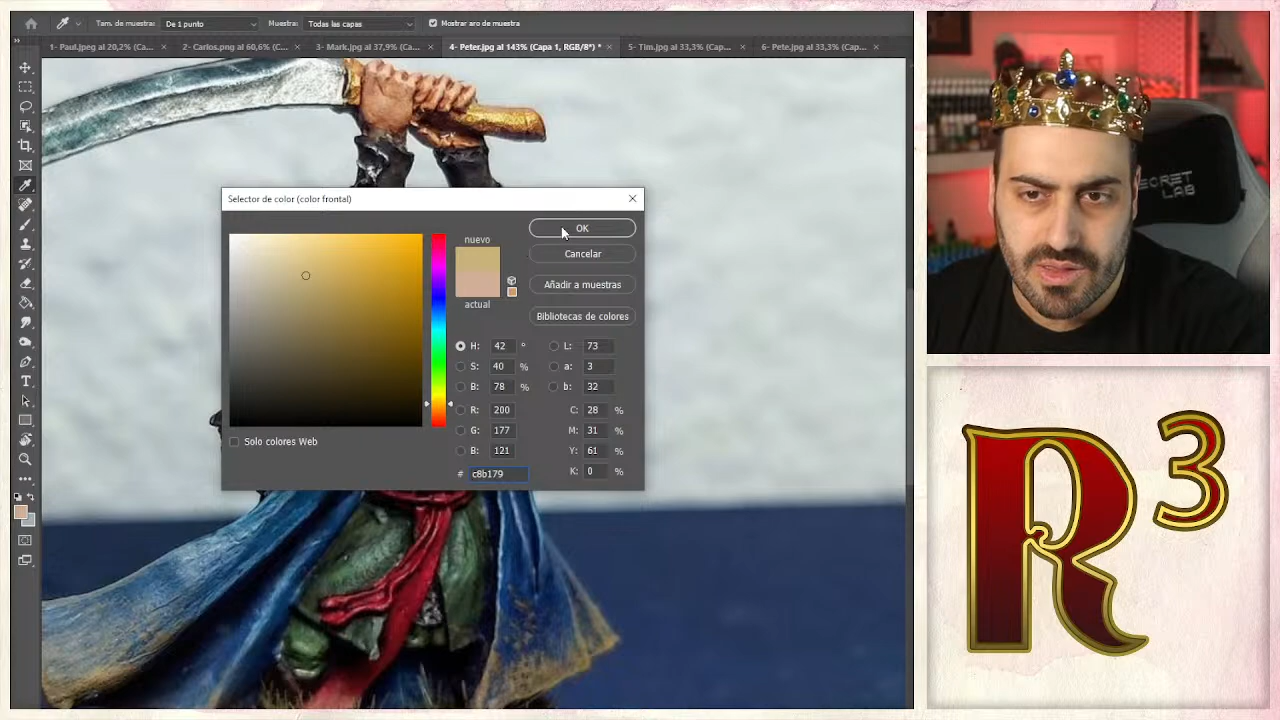 Tam. de muestra: De 1 punto Muestra: Todas las capas Mostrar aro de muestra
1- Paul.jpeg al 20,2% (Ca... × 2- Carlos.png al 60,6% (C... × 3- Mark.jpg al 37,9% (Ca... × 4- Peter.jpg al 143% (Capa 1, RGB/8*) * × 5- Tim.jpg al 33,3% (Cap... × 6- Pete.jpg al 33,3% (Cap... ×
Selector de color (color frontal)
nuevo
actual
OK
Cancelar
Añadir a muestras
Bibliotecas de colores
H: 42 ° L: 73
S: 40 % a: 3
B: 78 % b: 32
R: 200 C: 28 %
G: 177 M: 31 %
B: 121 Y: 61 %
# c8b179 K: 0 %
Solo colores Web
SECRET
LAB
R3